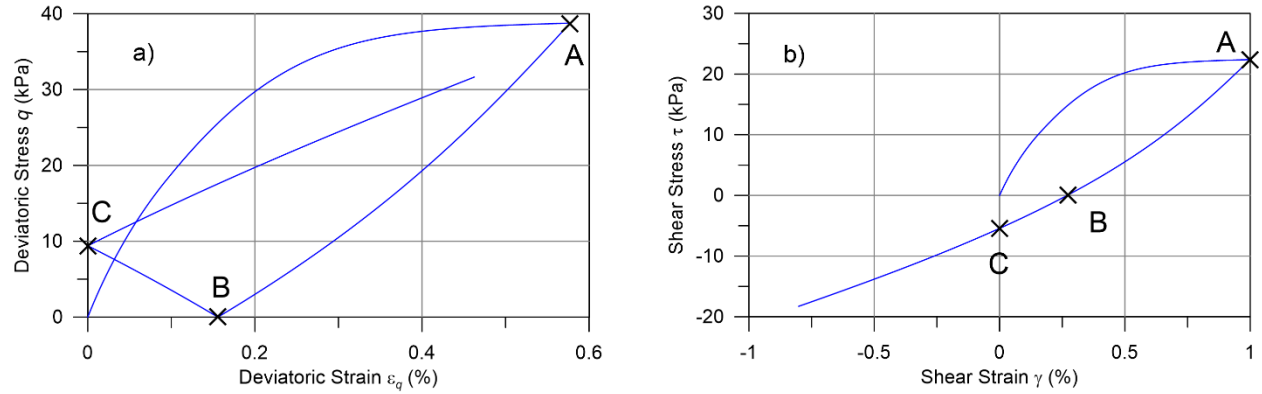 a)
A
B
C
40
30
20
10
0
0
0.2
0.4
0.6
Deviatoric Stress q (kPa)
Deviatoric Strain εq (%)
b)
A
B
C
30
20
10
0
-10
-20
-1
-0.5
0
0.5
1
Shear Stress τ (kPa)
Shear Strain γ (%)